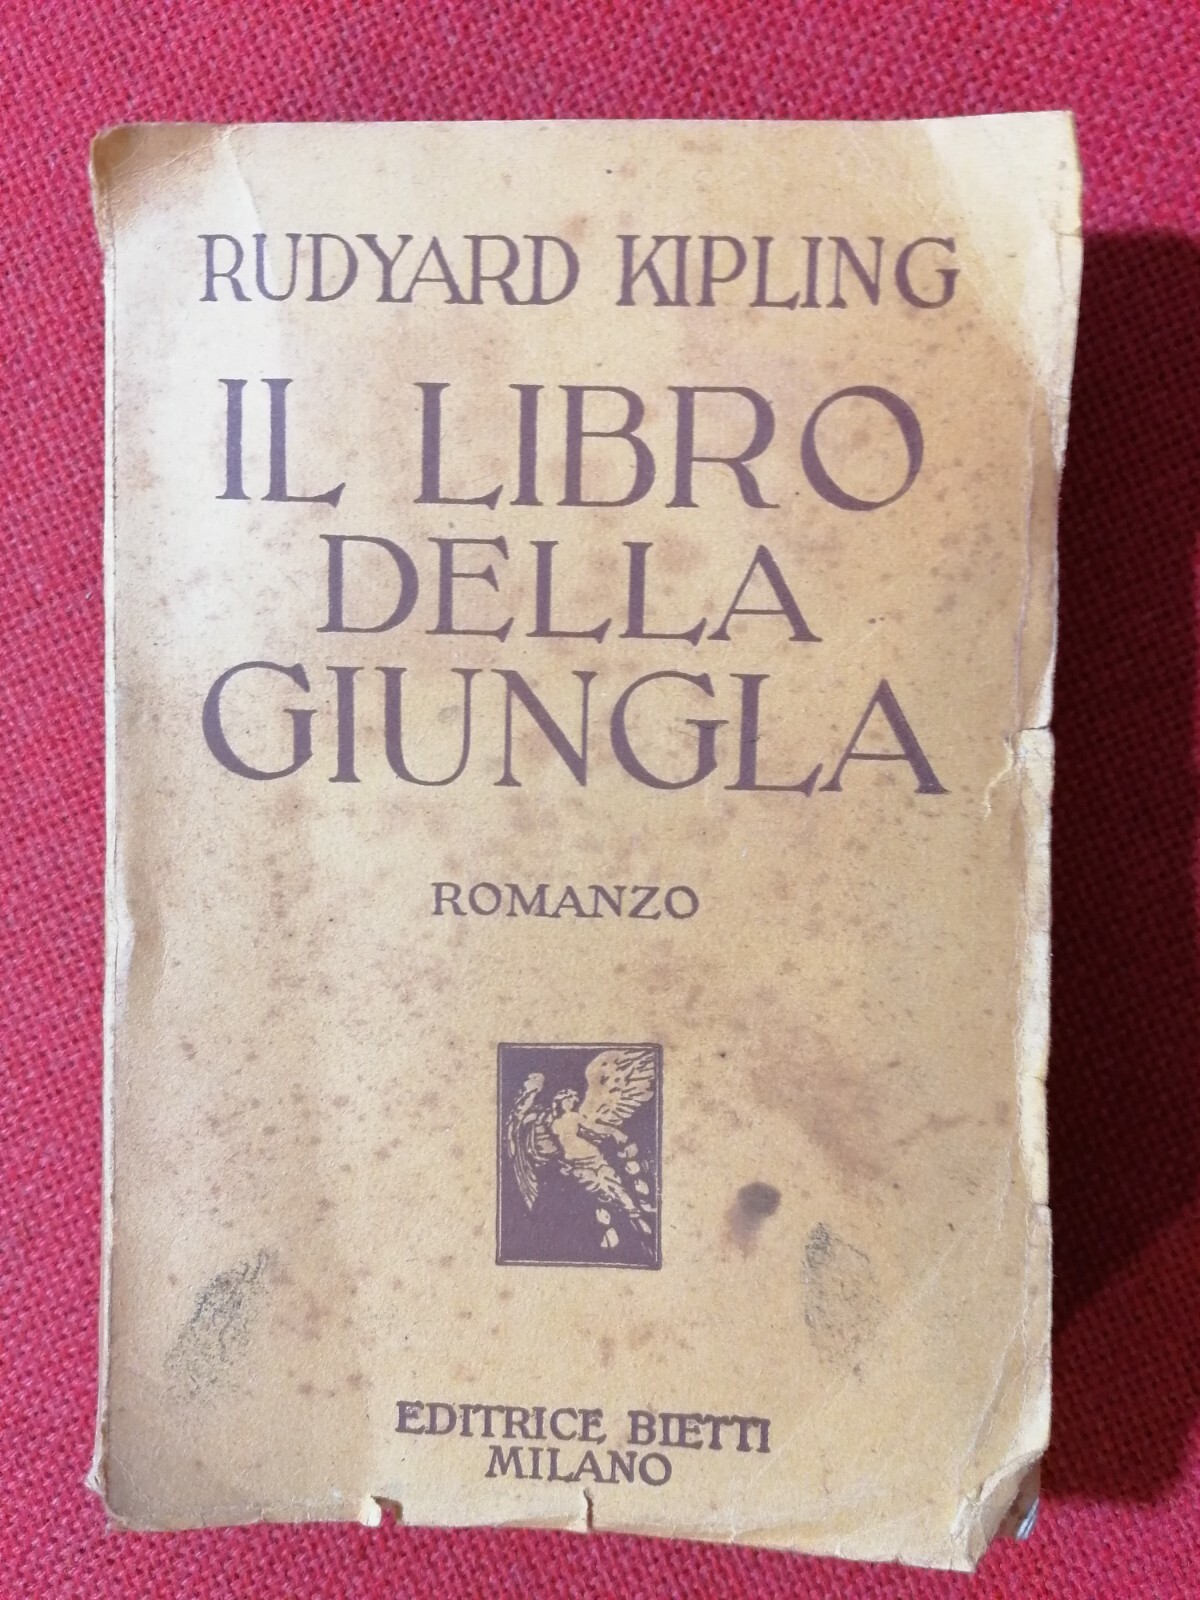 RUDYARD KIPLING
IL LIBRO
DELLA
GIUNGLA
ROMANZO
EDITRICE BIETTI
MILANO